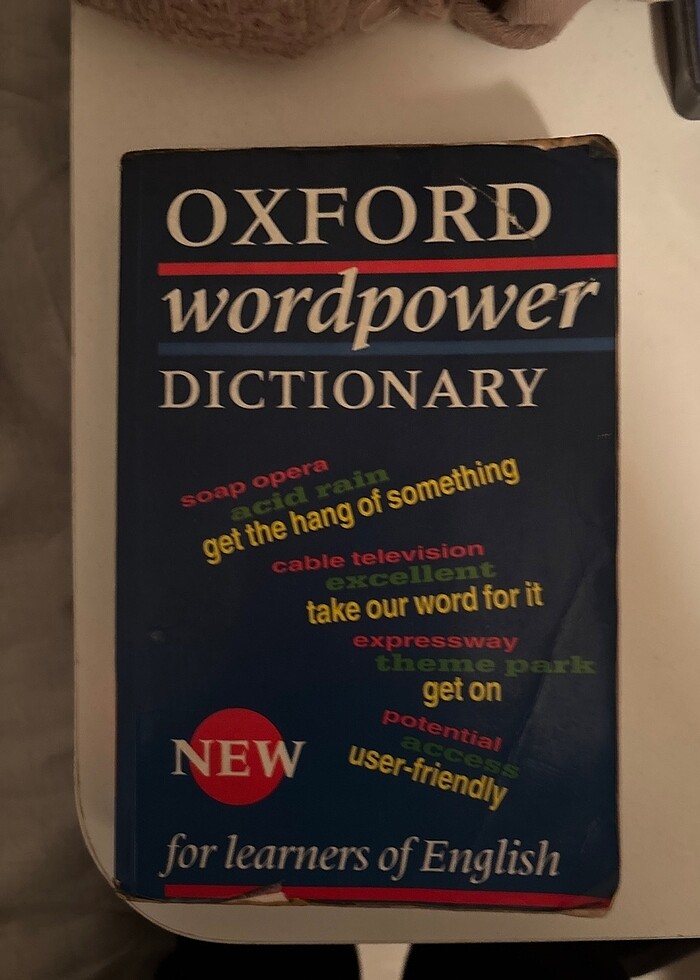 OXFORD
wordpower
DICTIONARY
soap opera
acid rain
get the hang of something
cable television
excellent
take our word for it
expressway
theme park
get on
potential
access
user-friendly
NEW
for learners of English